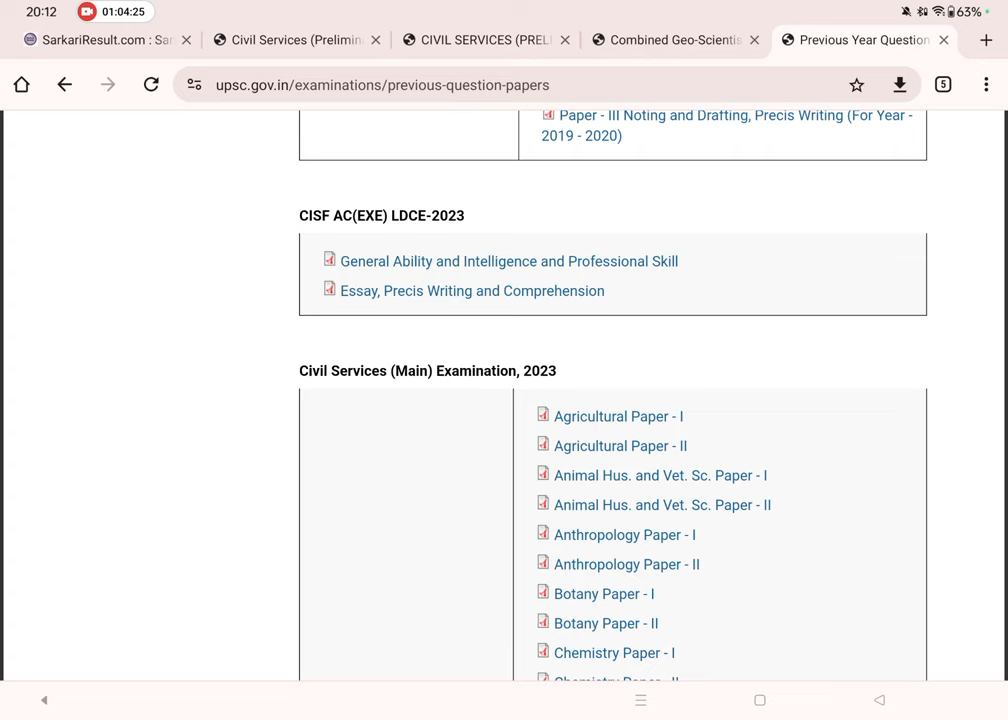 20:12
01:04:25
63%
SarkariResult.com : Sar
Civil Services (Prelimin
CIVIL SERVICES (PREL
Combined Geo-Scientis
Previous Year Question
upsc.gov.in/examinations/previous-question-papers
5
Paper - III Noting and Drafting, Precis Writing (For Year -
2019 - 2020)
CISF AC(EXE) LDCE-2023
General Ability and Intelligence and Professional Skill
Essay, Precis Writing and Comprehension
Civil Services (Main) Examination, 2023
Agricultural Paper - I
Agricultural Paper - II
Animal Hus. and Vet. Sc. Paper - I
Animal Hus. and Vet. Sc. Paper - II
Anthropology Paper - I
Anthropology Paper - II
Botany Paper - I
Botany Paper - II
Chemistry Paper - I
Chemistry Paper - II